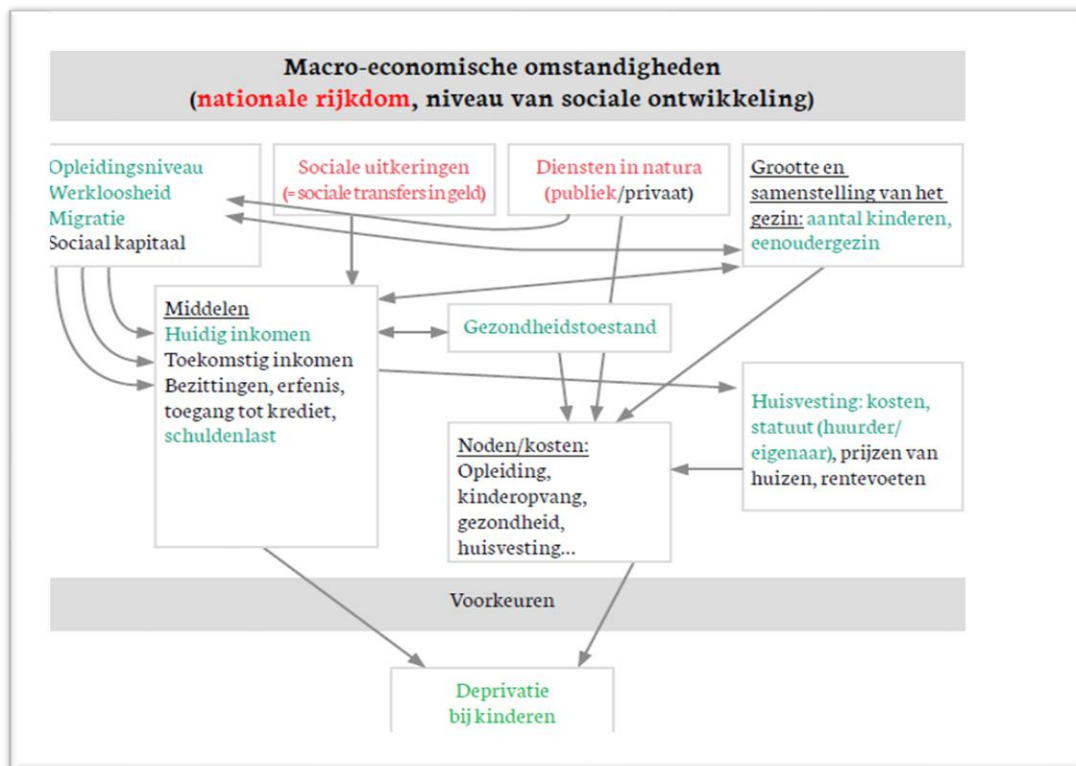 Macro-economische omstandigheden
(nationale rijkdom, niveau van sociale ontwikkeling)
Opleidingsniveau
Werkloosheid
Migratie
Sociaal kapitaal
Sociale uitkeringen
(= sociale transfers in geld)
Diensten in natura
(publiek/privaat)
Grootte en
samenstelling van het
gezin: aantal kinderen,
eenoudergezin
Middelen
Huidig inkomen
Toekomstig inkomen
Bezittingen, erfenis,
toegang tot krediet,
schuldenlast
Gezondheidstoestand
Huisvesting: kosten,
statuut (huurder/
eigenaar), prijzen van
huizen, rentevoeten
Noden/kosten:
Opleiding,
kinderopvang,
gezondheid,
huisvesting...
Voorkeuren
Deprivatie
bij kinderen